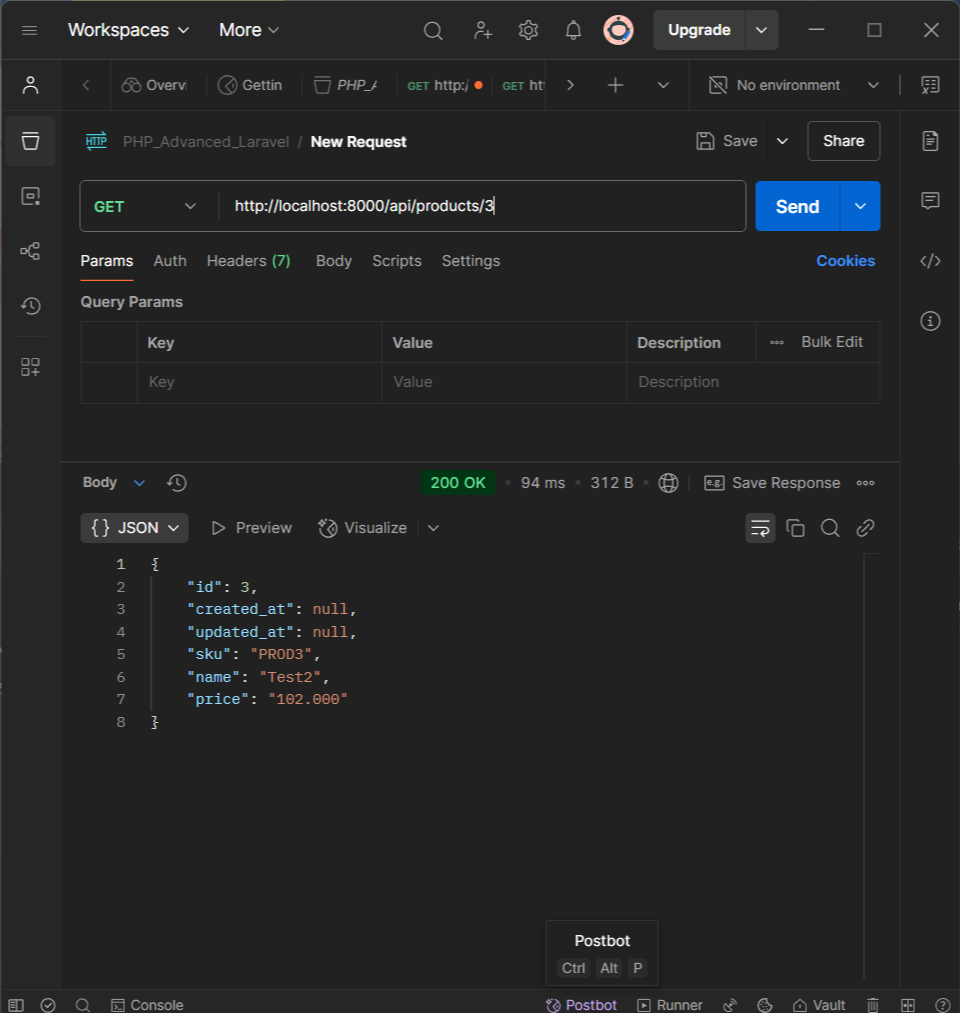 Workspaces More Upgrade
Overvi Gettin PHP_A GET http:/ GET htt No environment
HTTP PHP_Advanced_Laravel / New Request Save Share
GET http://localhost:8000/api/products/3 Send
Params Auth Headers (7) Body Scripts Settings Cookies
Query Params
Key Value Description Bulk Edit
Key Value Description
Body 200 OK • 94 ms • 312 B • e.g. Save Response
{ } JSON Preview Visualize
1 {
2 "id": 3,
3 "created_at": null,
4 "updated_at": null,
5 "sku": "PROD3",
6 "name": "Test2",
7 "price": "102.000"
8 }
Postbot
Ctrl Alt P
Console Postbot Runner Vault